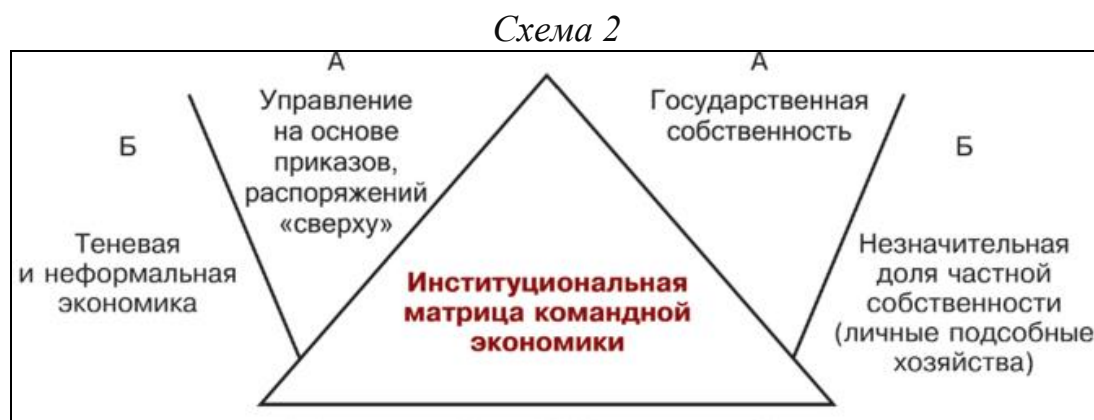 Схема 2
А
Управление
на основе
приказов,
распоряжений
«сверху»
А
Государственная
собственность
Б
Теневая
и неформальная
экономика
Б
Незначительная
доля частной
собственности
(личные подсобные
хозяйства)
Институциональная
матрица командной
экономики